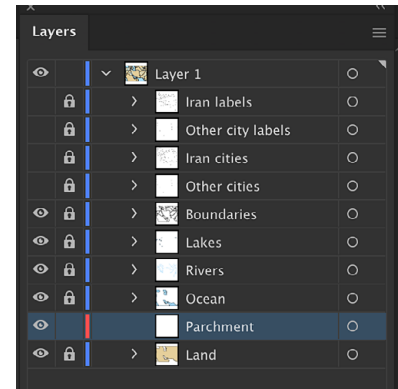 Layers
Layer 1
Iran labels
Other city labels
Iran cities
Other cities
Boundaries
Lakes
Rivers
Ocean
Parchment
Land